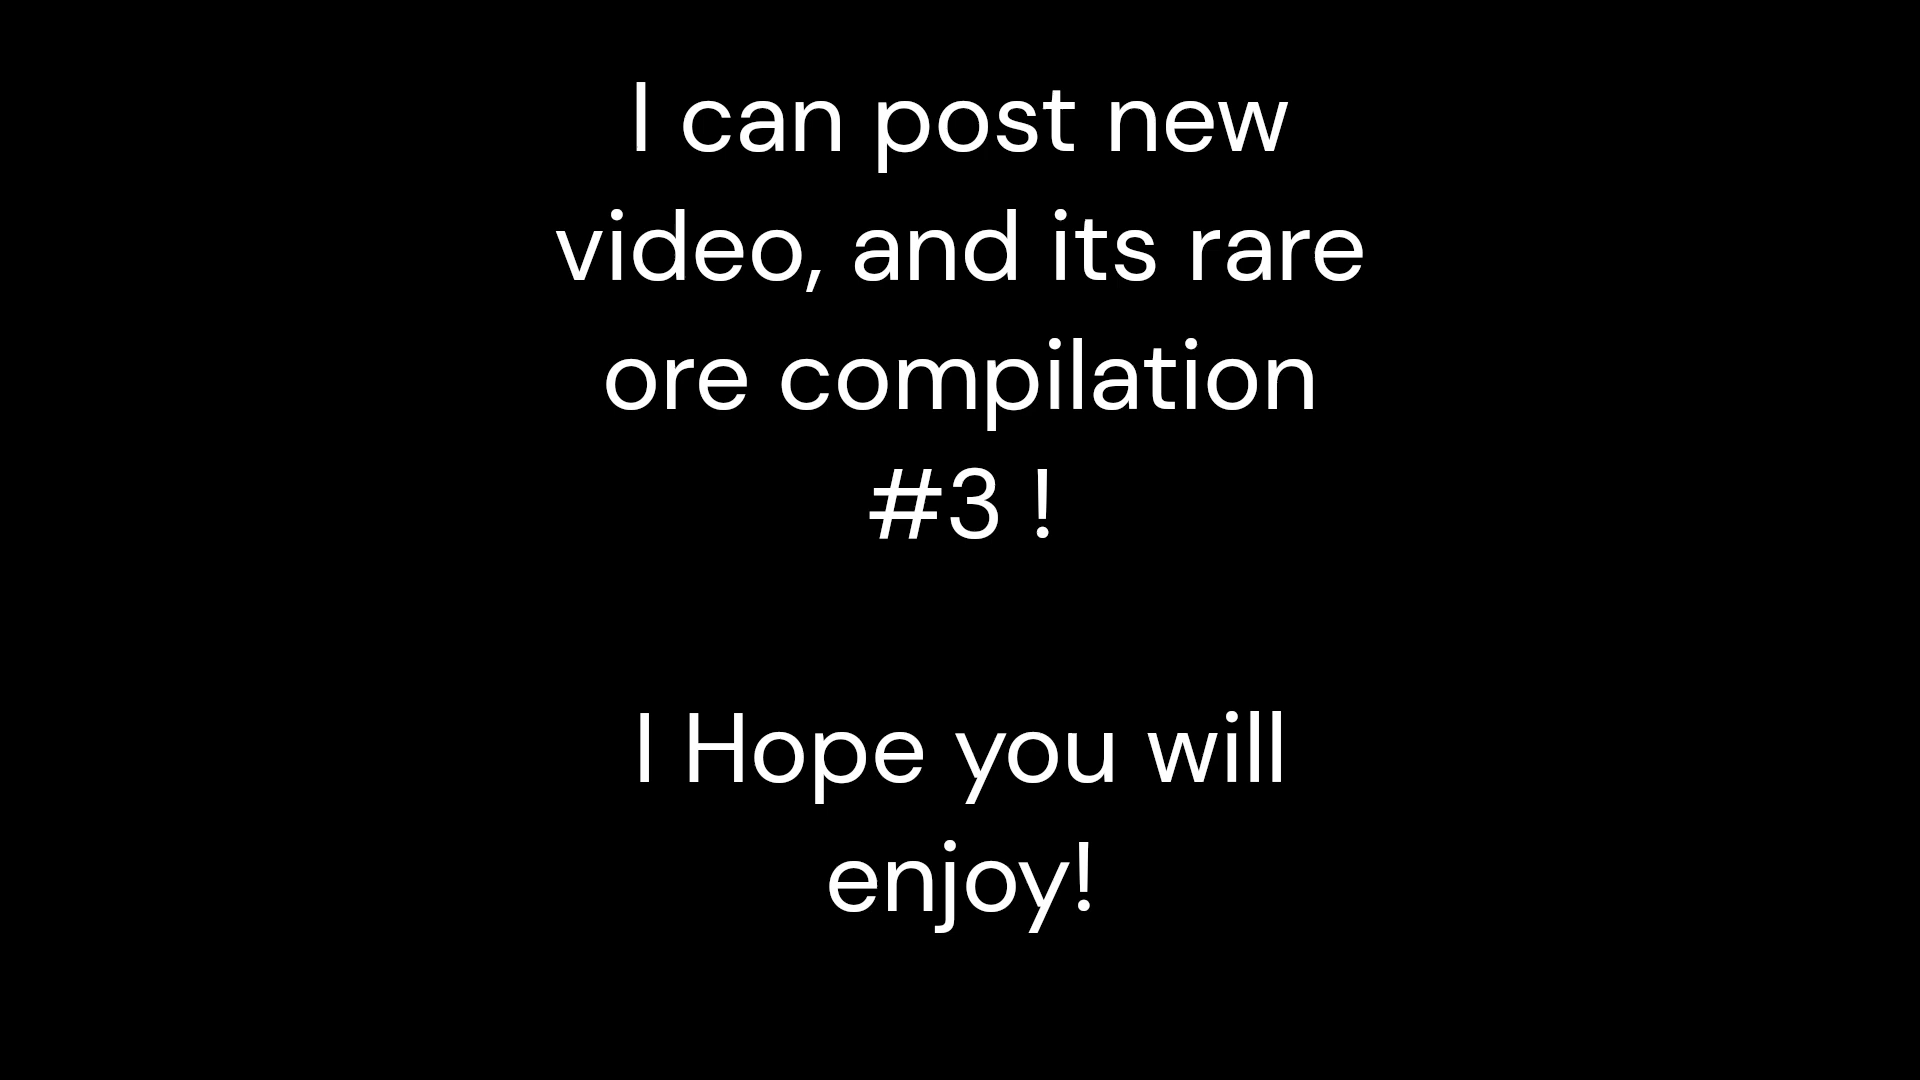 I can post new
video, and its rare
ore compilation
#3 !
I Hope you will
enjoy!